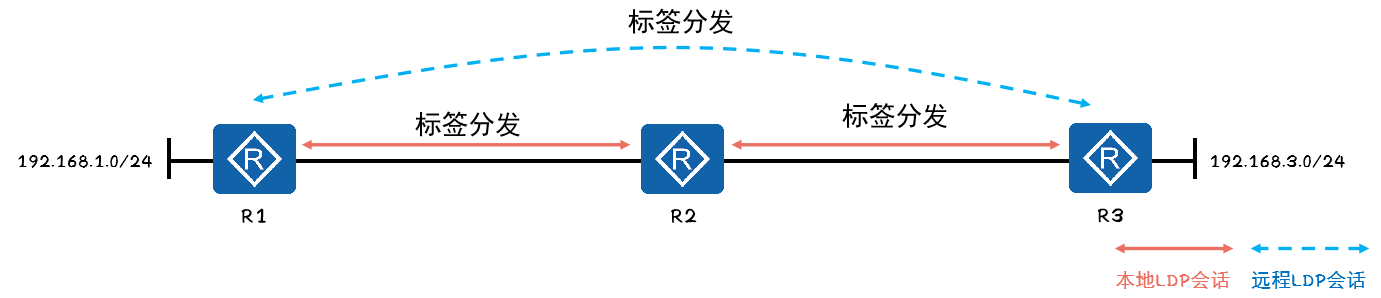 标签分发
标签分发
标签分发
192.168.1.0/24
R
R
R
192.168.3.0/24
R1
R2
R3
本地LDP会话
远程LDP会话